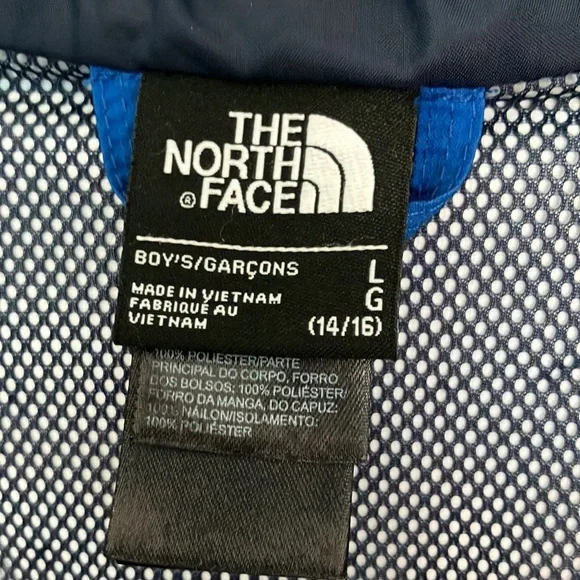 THE
NORTH
® FACE
BOY'S/GARÇONS L
G
MADE IN VIETNAM
FABRIQUÉ AU
VIETNAM (14/16)
100% POLIÉSTER/PARTE
PRINCIPAL DO CORPO, FORRO
DOS BOLSOS: 100% POLIÉSTER/
FORRO DA MANGA, DO CAPUZ:
100% NÁILON/ISOLAMENTO:
100% POLIÉSTER